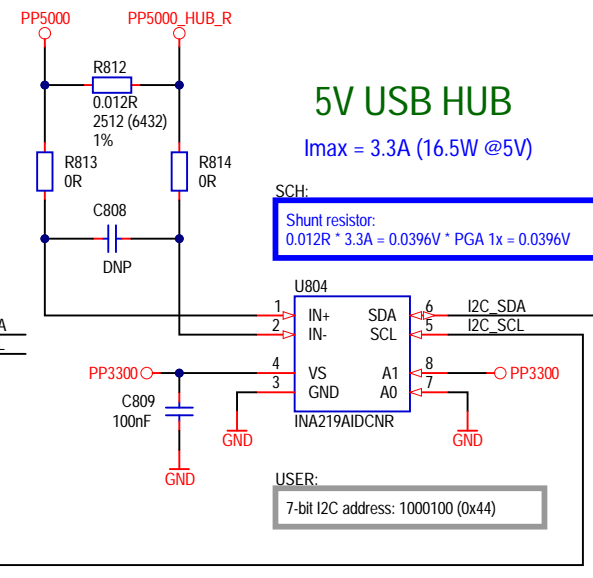 PP5000
PP5000_HUB_R
R812
0.012R
2512 (6432)
1%
R813
0R
R814
0R
5V USB HUB
Imax = 3.3A (16.5W @5V)
SCH:
Shunt resistor:
0.012R * 3.3A = 0.0396V * PGA 1x = 0.0396V
C808
DNP
U804
1 IN+ SDA 6 I2C_SDA
2 IN- SCL 5 I2C_SCL
A
PP3300 4 VS A1 8 PP3300
3 GND A0 7
C809
100nF
INA219AIDCNR
GND
GND
GND
USER:
7-bit I2C address: 1000100 (0x44)